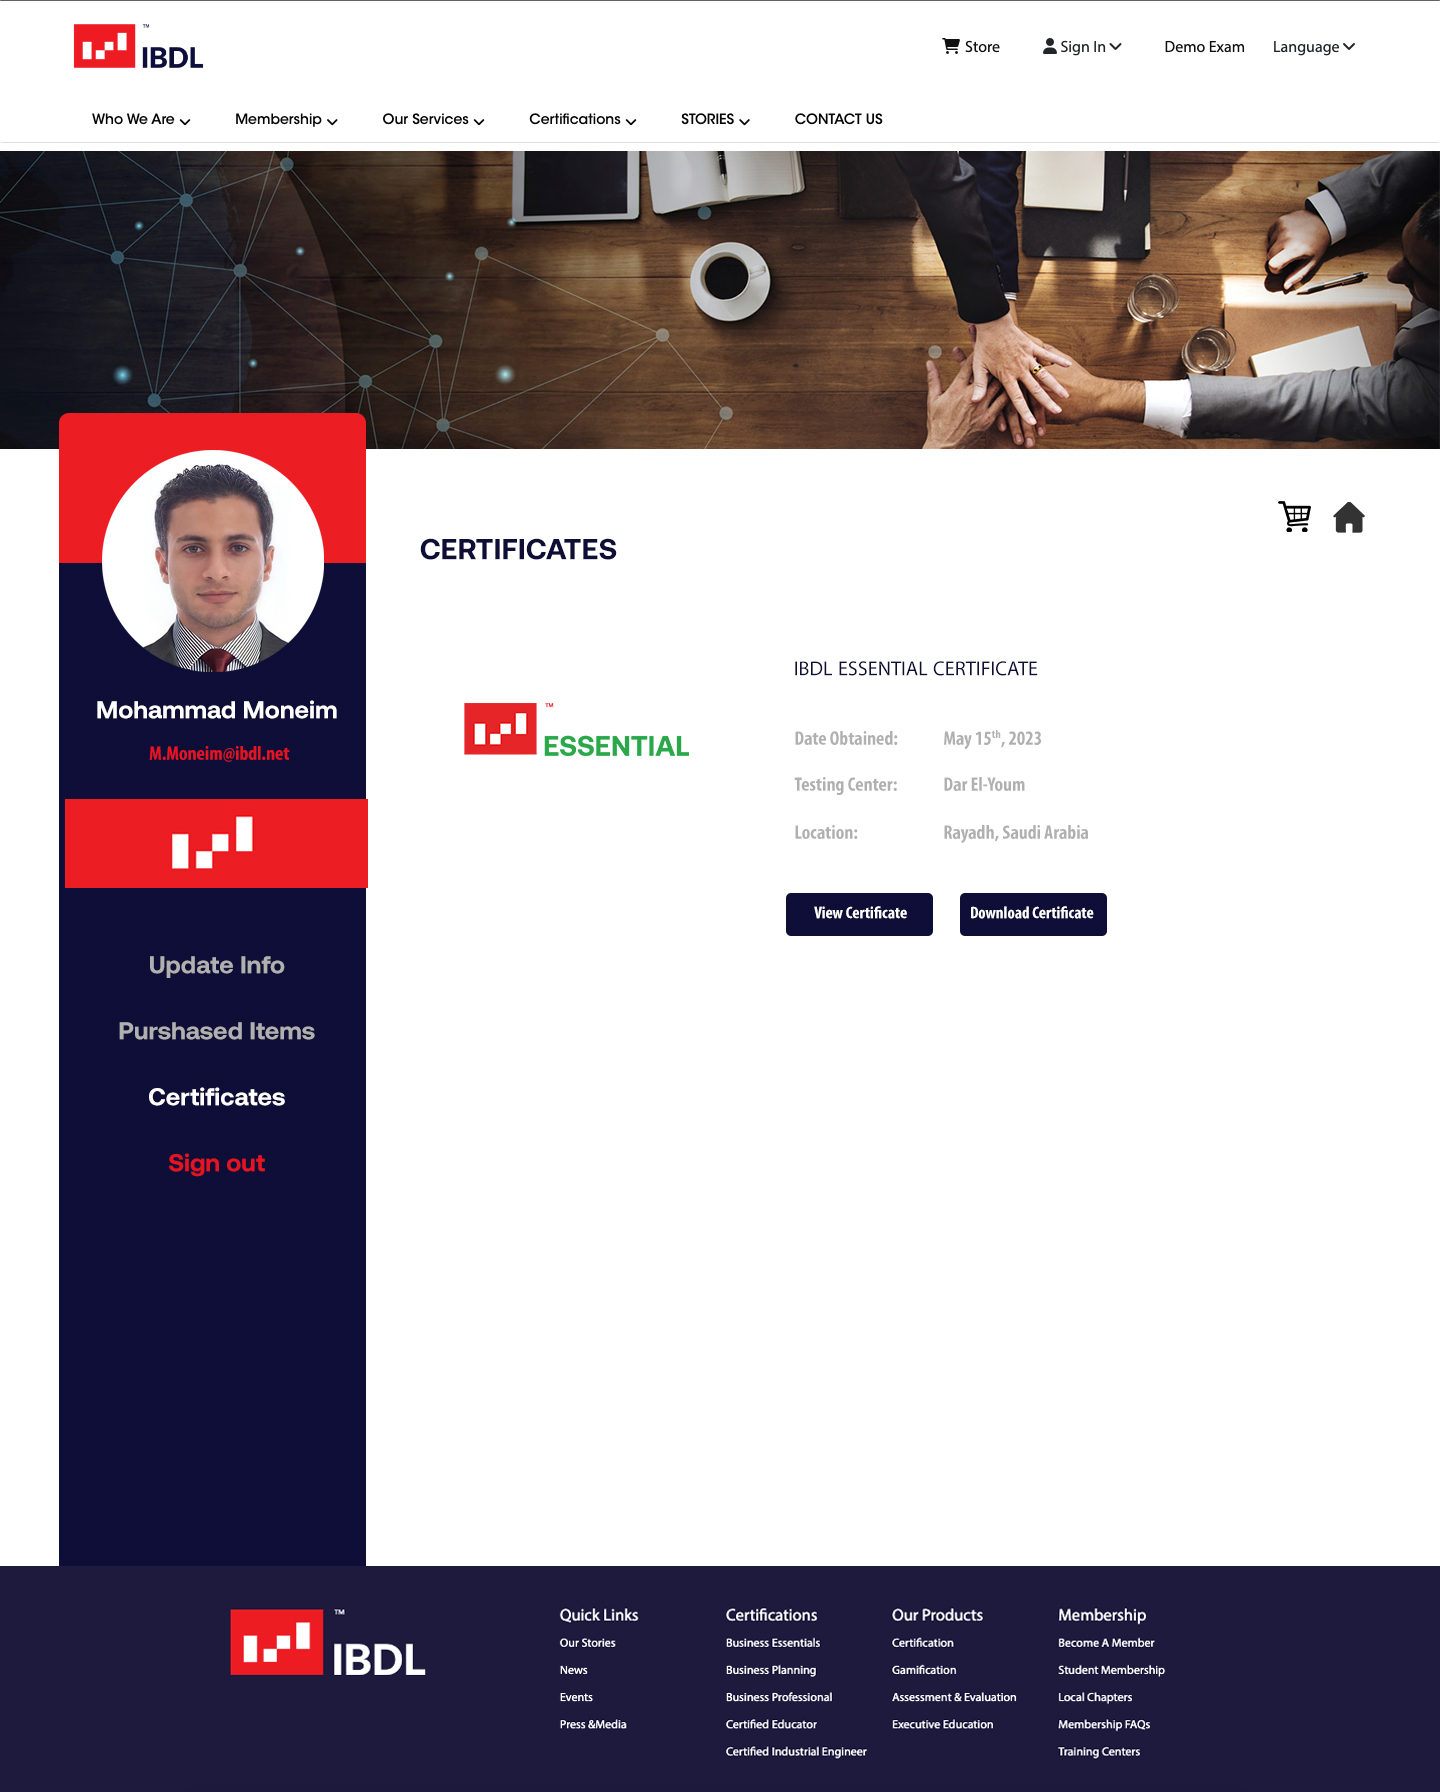 ™
IBDL
Store
Sign In
Demo Exam
Language
Who We Are
Membership
Our Services
Certifications
STORIES
CONTACT US
CERTIFICATES
Mohammad Moneim
M.Moneim@ibdl.net
Update Info
Purshased Items
Certificates
Sign out
™
ESSENTIAL
IBDL ESSENTIAL CERTIFICATE
Date Obtained: May 15th, 2023
Testing Center: Dar El-Youm
Location: Rayadh, Saudi Arabia
View Certificate
Download Certificate
™
IBDL
Quick Links
Our Stories
News
Events
Press &Media
Certifications
Business Essentials
Business Planning
Business Professional
Certified Educator
Certified Industrial Engineer
Our Products
Certification
Gamification
Assessment & Evaluation
Executive Education
Membership
Become A Member
Student Membership
Local Chapters
Membership FAQs
Training Centers